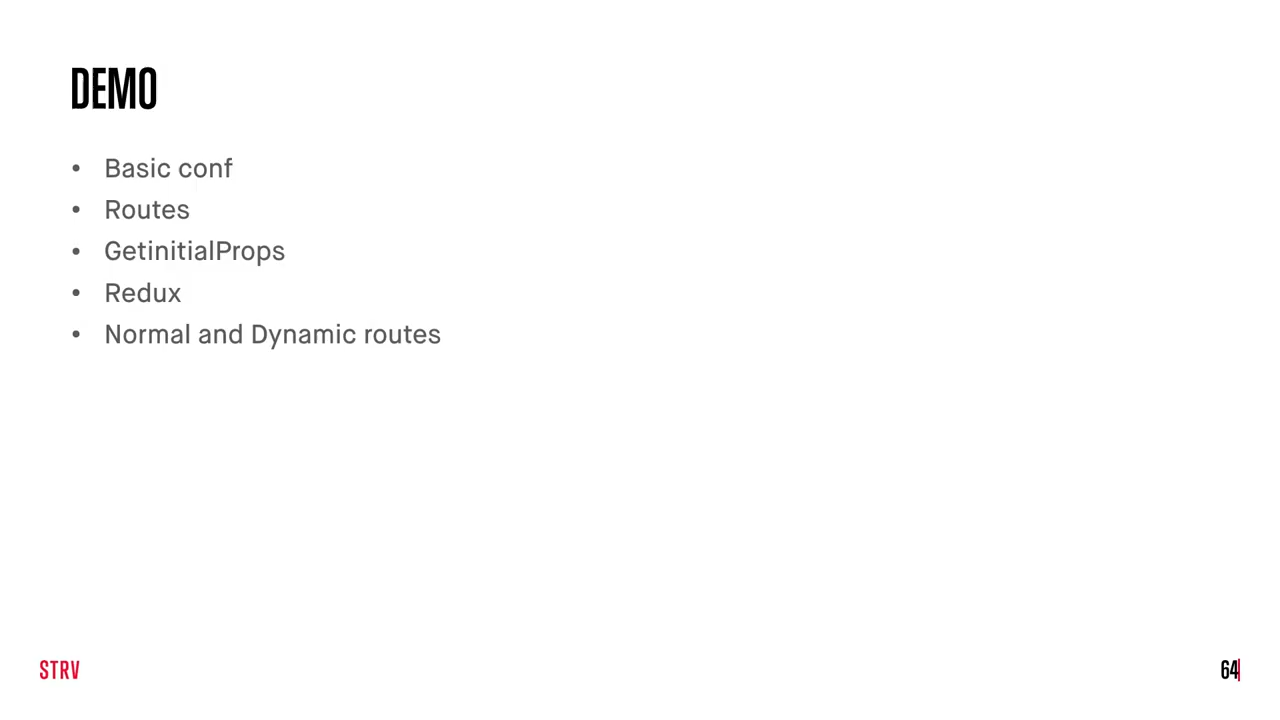 DEMO
• Basic conf
• Routes
• GetinitialProps
• Redux
• Normal and Dynamic routes
STRV
64